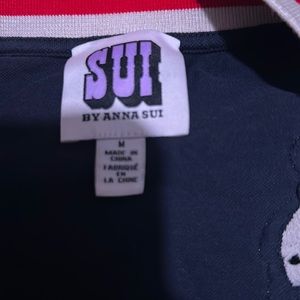 SUI
BY ANNA SUI
M
MADE IN
CHINA
FABRIQUÉ
EN
LA CHINE